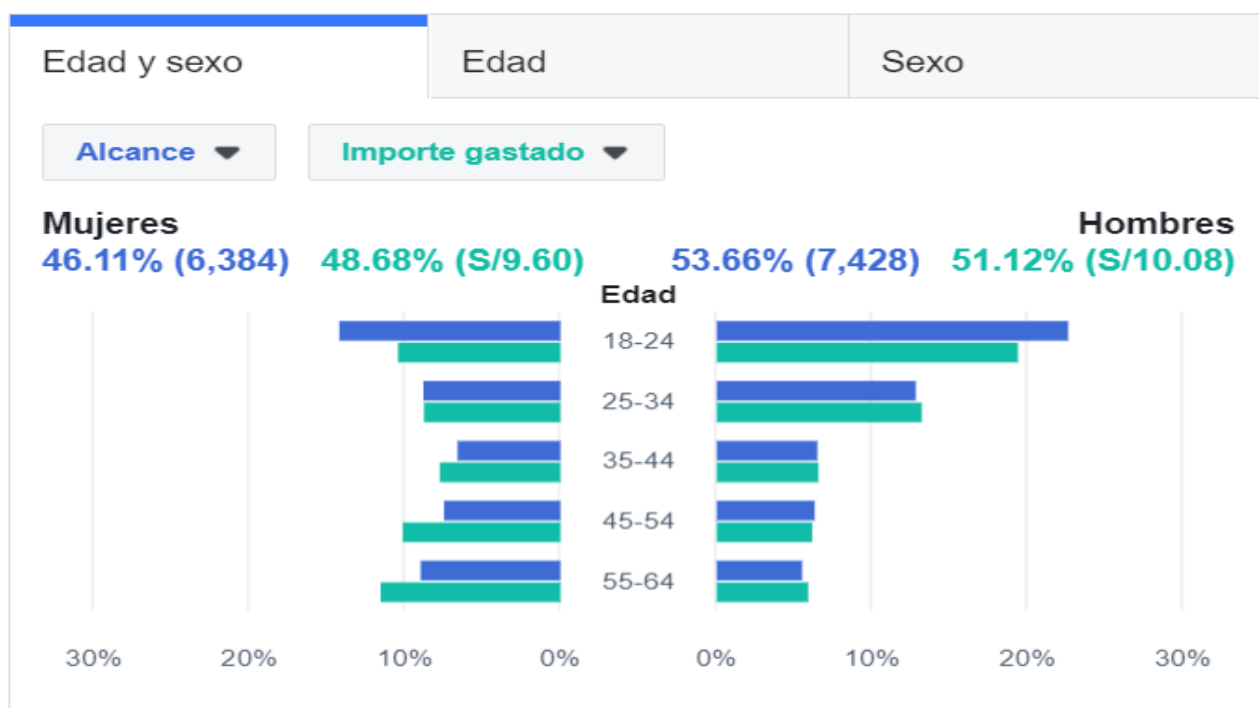 Edad y sexo
Edad
Sexo
Alcance
Importe gastado
Mujeres
Hombres
46.11% (6,384) 48.68% (S/9.60) 53.66% (7,428) 51.12% (S/10.08)
Edad
18-24
25-34
35-44
45-54
55-64
30% 20% 10% 0% 0% 10% 20% 30%